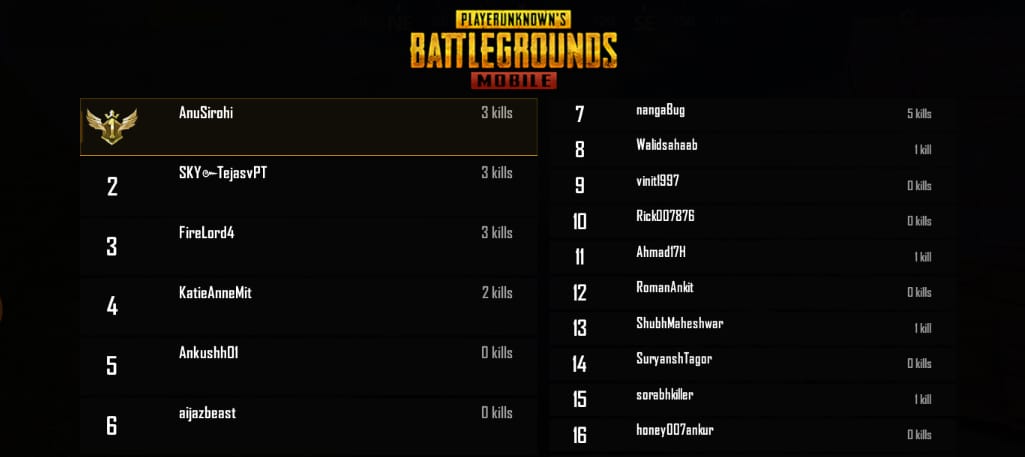 PLAYERUNKNOWN'S
BATTLEGROUNDS
MOBILE
1 AnuSirohi 3 kills
2 SKY TejasvPT 3 kills
3 FireLord4 3 kills
4 KatieAnneMit 2 kills
5 Ankushh01 0 kills
6 aijazbeast 0 kills
7 nangaBug 5 kills
8 Walidsahaab 1 kill
9 vinit1997 0 kills
10 Rick007876 0 kills
11 Ahmad17H 1 kill
12 RomanAnkit 0 kills
13 ShubhMaheshwar 1 kill
14 SuryanshTagor 0 kills
15 sorabhkiller 1 kill
16 honey007ankur 0 kills